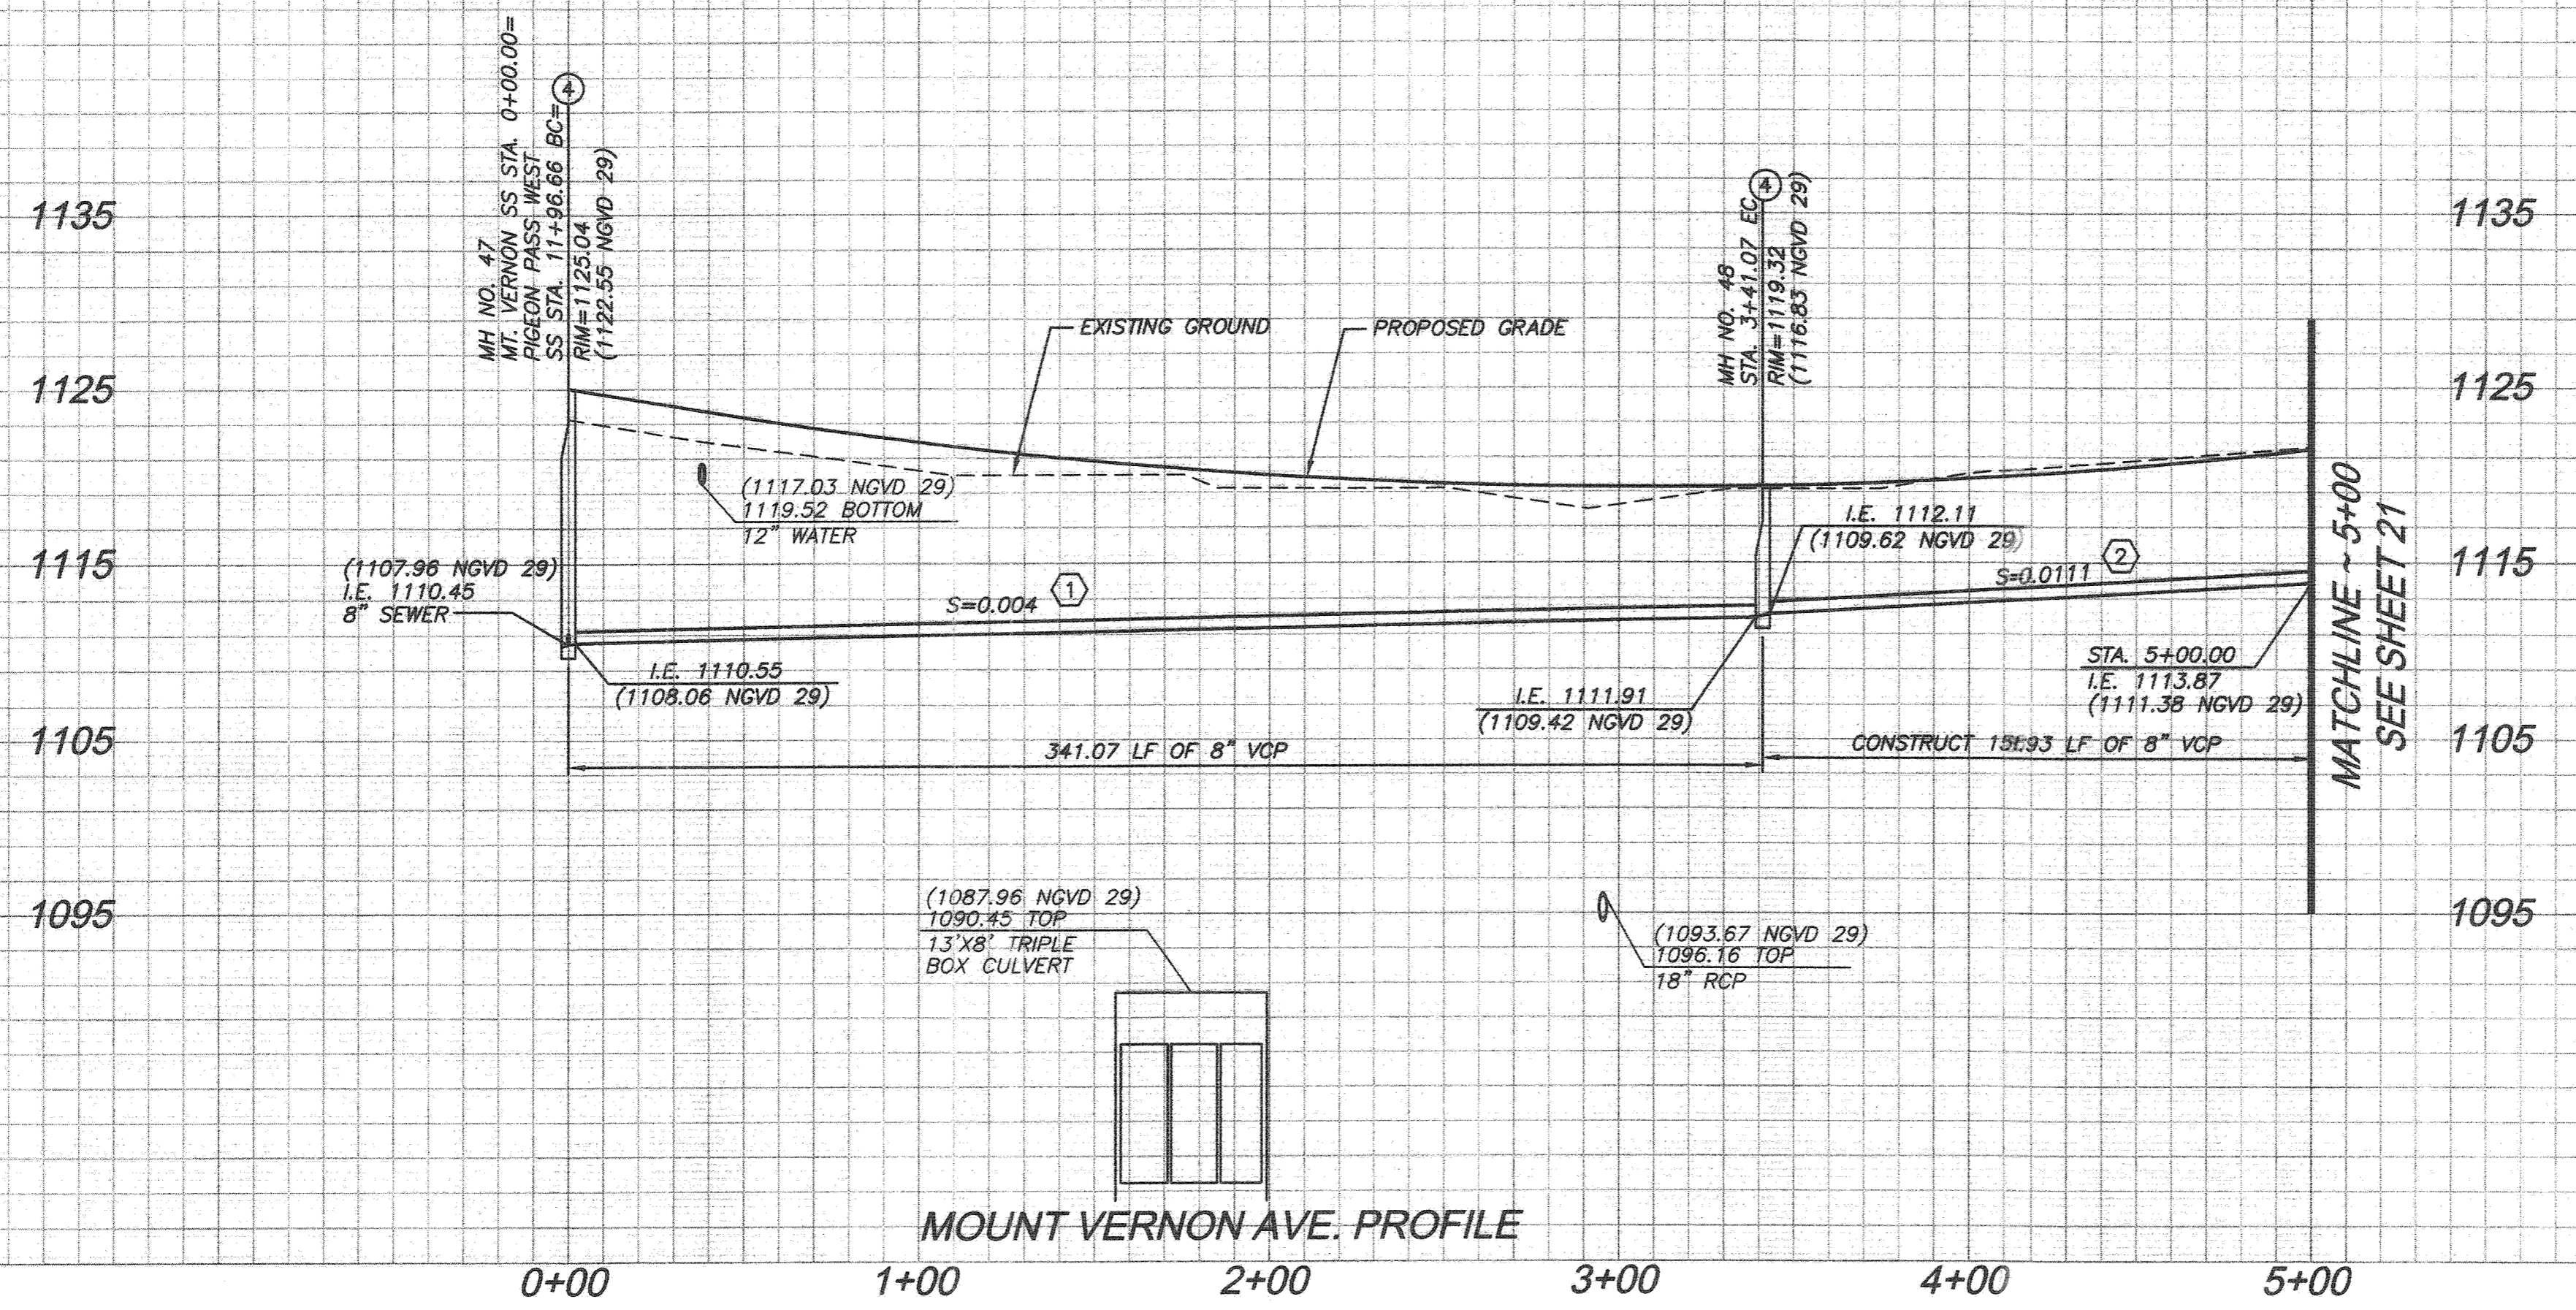 MH NO. 47
MT. VERNON SS STA. 0+00.00=
PIGEON PASS WEST
SS STA. 11+96.66 BC=
RIM=1125.04
(1122.55 NGVD 29)
4
MH NO. 48
STA. 3+41.07 EC
RIM=1119.32
(1116.83 NGVD 29)
4
1135
1135
EXISTING GROUND
PROPOSED GRADE
1125
1125
(1117.03 NGVD 29)
1119.52 BOTTOM
12" WATER
I.E. 1112.11
(1109.62 NGVD 29)
1115
1115
(1107.96 NGVD 29)
I.E. 1110.45
8" SEWER
S=0.004
1
S=0.0111
2
I.E. 1110.55
(1108.06 NGVD 29)
I.E. 1111.91
(1109.42 NGVD 29)
STA. 5+00.00
I.E. 1113.87
(1111.38 NGVD 29)
MATCHLINE ~ 5+00
SEE SHEET 21
1105
1105
341.07 LF OF 8" VCP
CONSTRUCT LF OF 8" VCP
1095
1095
(1087.96 NGVD 29)
1090.45 TOP
13'X8' TRIPLE
BOX CULVERT
(1093.67 NGVD 29)
1096.16 TOP
18" RCP
MOUNT VERNON AVE. PROFILE
0+00
1+00
2+00
3+00
4+00
5+00